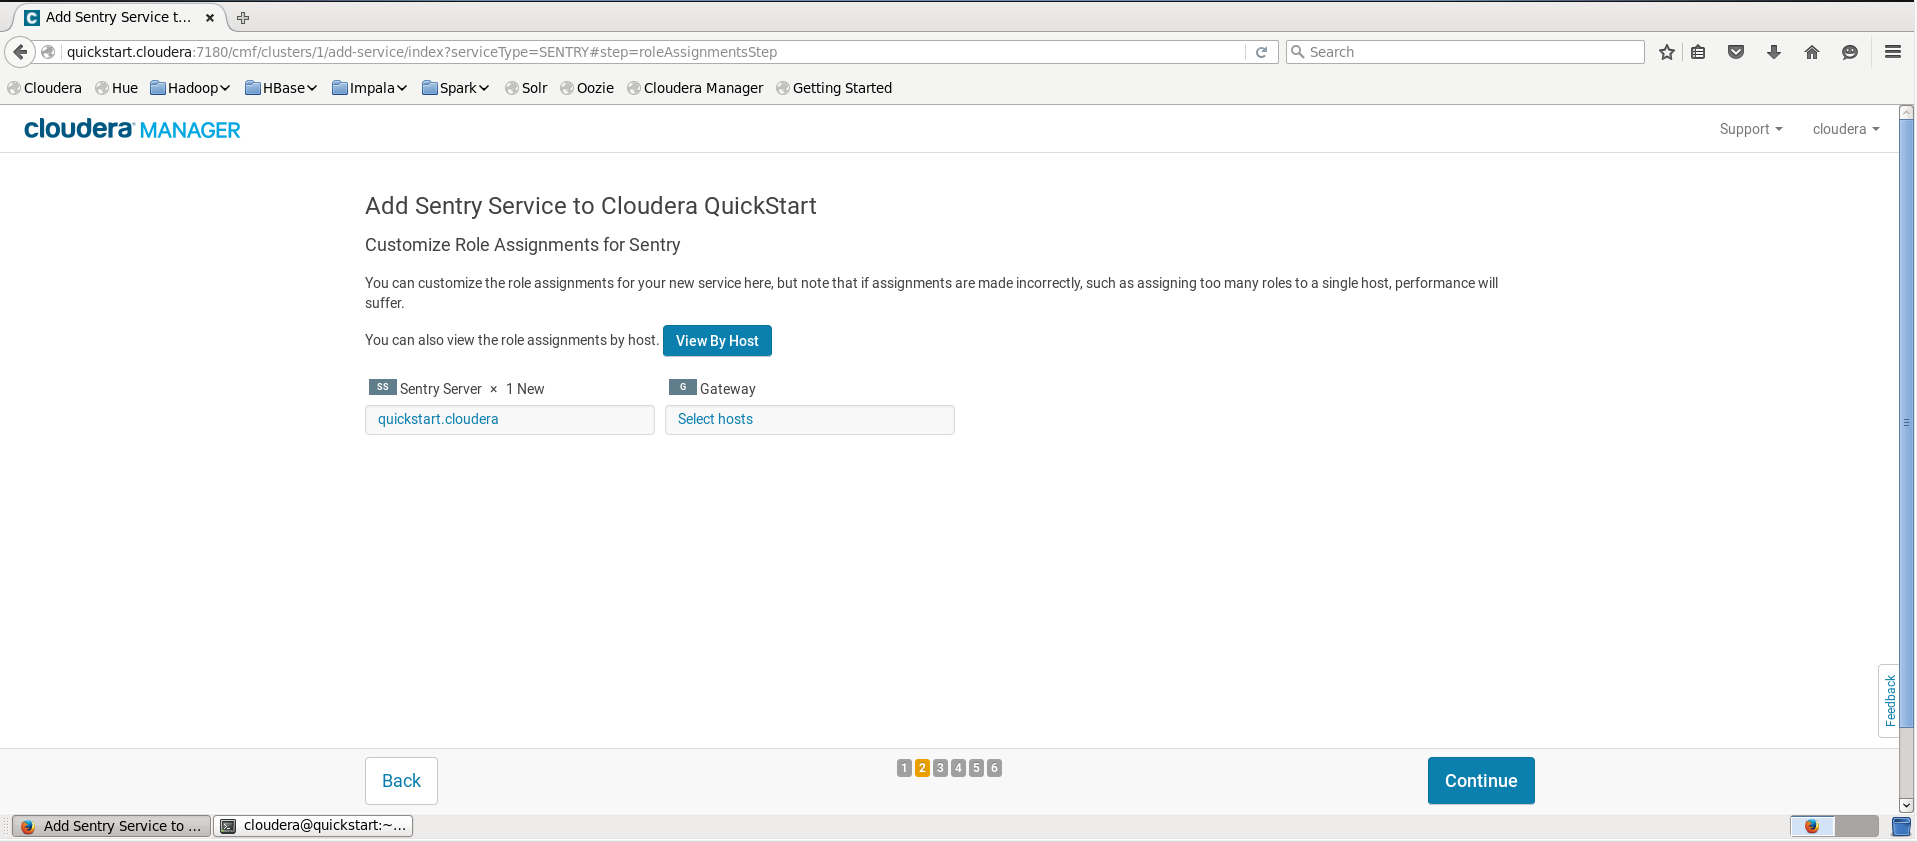 Add Sentry Service t...
quickstart.cloudera:7180/cmf/clusters/1/add-service/index?serviceType=SENTRY#step=roleAssignmentsStep
Search
Cloudera Hue Hadoop HBase Impala Spark Solr Oozie Cloudera Manager Getting Started
cloudera MANAGER
Support cloudera
Add Sentry Service to Cloudera QuickStart
Customize Role Assignments for Sentry
You can customize the role assignments for your new service here, but note that if assignments are made incorrectly, such as assigning too many roles to a single host, performance will
suffer.
You can also view the role assignments by host. View By Host
SS Sentry Server × 1 New G Gateway
quickstart.cloudera Select hosts
Feedback
Back 1 2 3 4 5 6 Continue
Add Sentry Service to ... cloudera@quickstart:~...